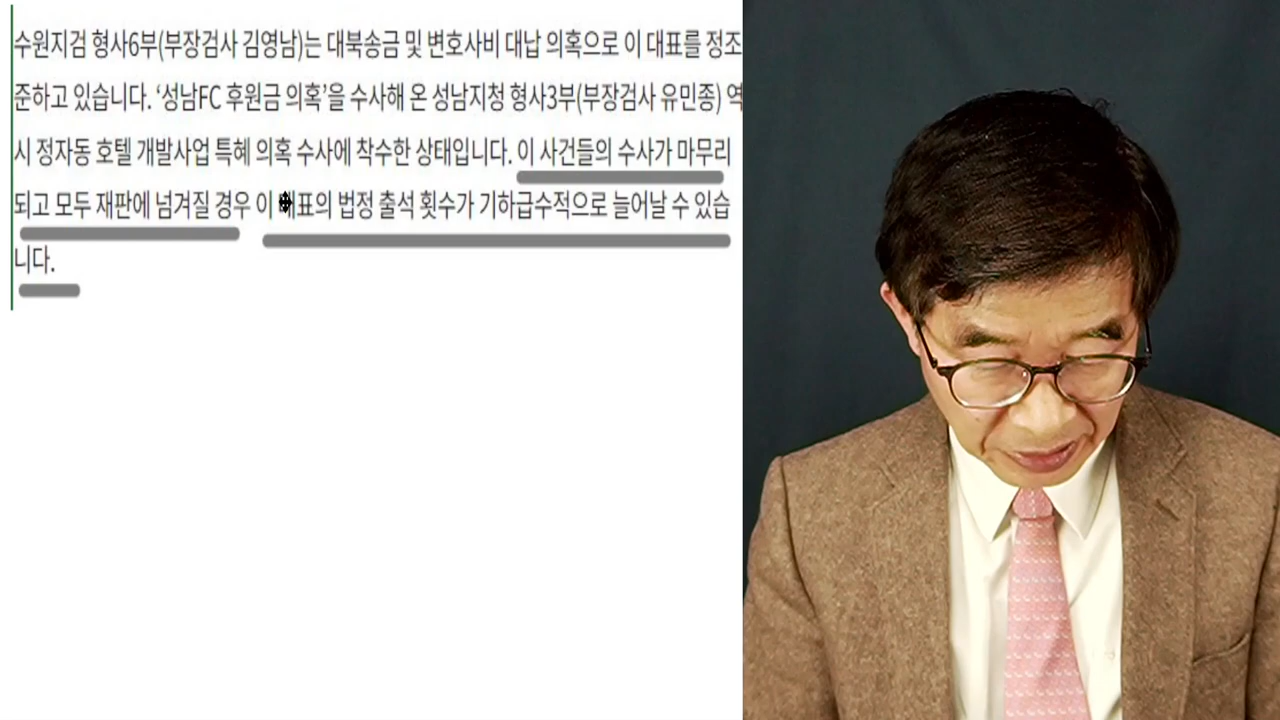 수원지검 형사6부(부장검사 김영남)는 대북송금 및 변호사비 대납 의혹으로 이 대표를 정조
준하고 있습니다. ‘성남FC 후원금 의혹’을 수사해 온 성남지청 형사3부(부장검사 유민종) 역
시 정자동 호텔 개발사업 특혜 의혹 수사에 착수한 상태입니다. 이 사건들의 수사가 마무리
되고 모두 재판에 넘겨질 경우 이 대표의 법정 출석 횟수가 기하급수적으로 늘어날 수 있습
니다.